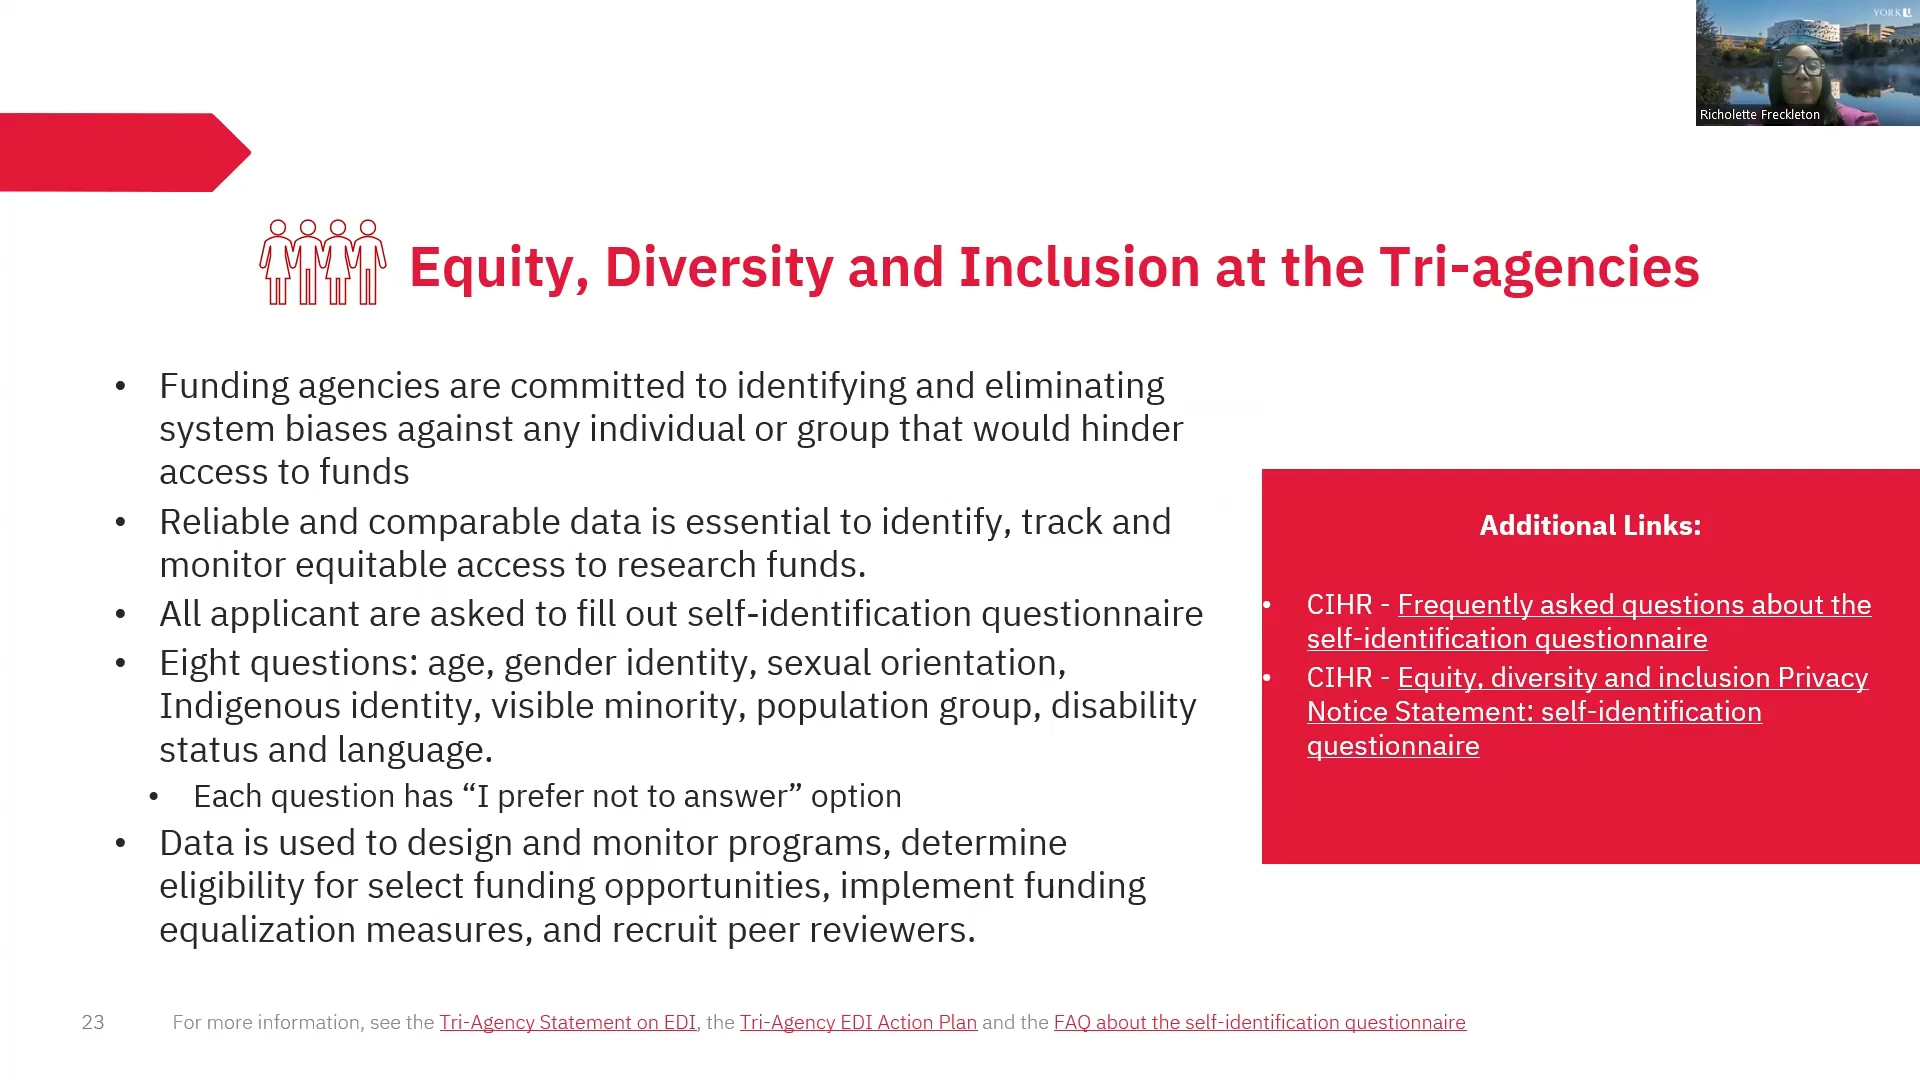 YORK U
Richolette Freckleton
Equity, Diversity and Inclusion at the Tri-agencies
• Funding agencies are committed to identifying and eliminating
system biases against any individual or group that would hinder
access to funds
• Reliable and comparable data is essential to identify, track and
monitor equitable access to research funds.
• All applicant are asked to fill out self-identification questionnaire
• Eight questions: age, gender identity, sexual orientation,
Indigenous identity, visible minority, population group, disability
status and language.
• Each question has “I prefer not to answer” option
• Data is used to design and monitor programs, determine
eligibility for select funding opportunities, implement funding
equalization measures, and recruit peer reviewers.
Additional Links:
• CIHR - Frequently asked questions about the
self-identification questionnaire
• CIHR - Equity, diversity and inclusion Privacy
Notice Statement: self-identification
questionnaire
23
For more information, see the Tri-Agency Statement on EDI, the Tri-Agency EDI Action Plan and the FAQ about the self-identification questionnaire